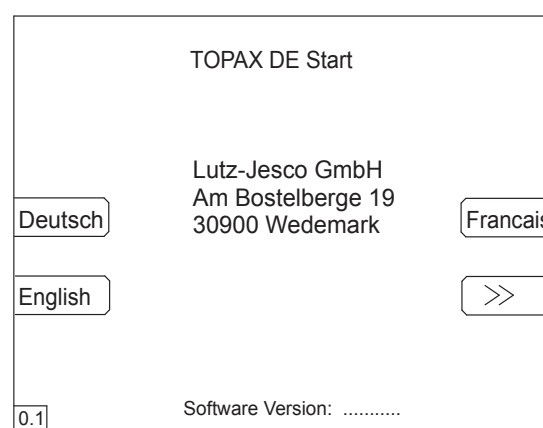 TOPAX DE Start
Lutz-Jesco GmbH
Am Bostelberge 19
30900 Wedemark
Deutsch
Francais
English
>>
0.1
Software Version: ...........